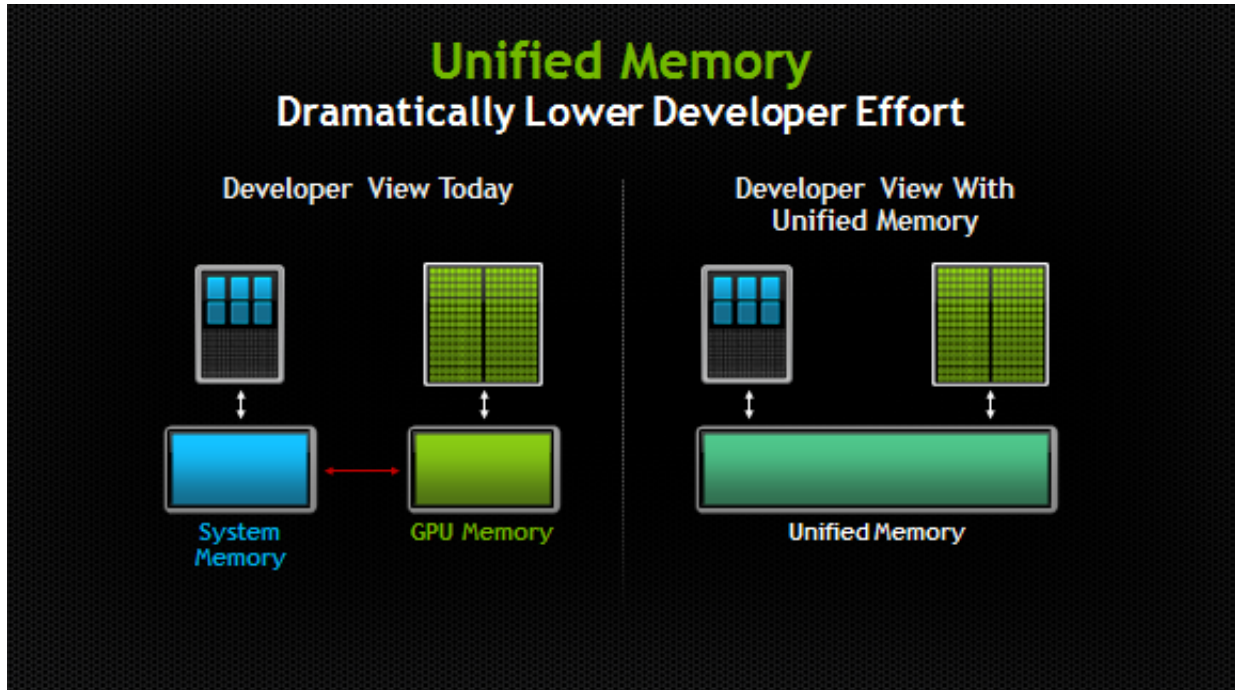 Unified Memory
Dramatically Lower Developer Effort
Developer View Today
Developer View With
Unified Memory
System
Memory
GPU Memory
Unified Memory